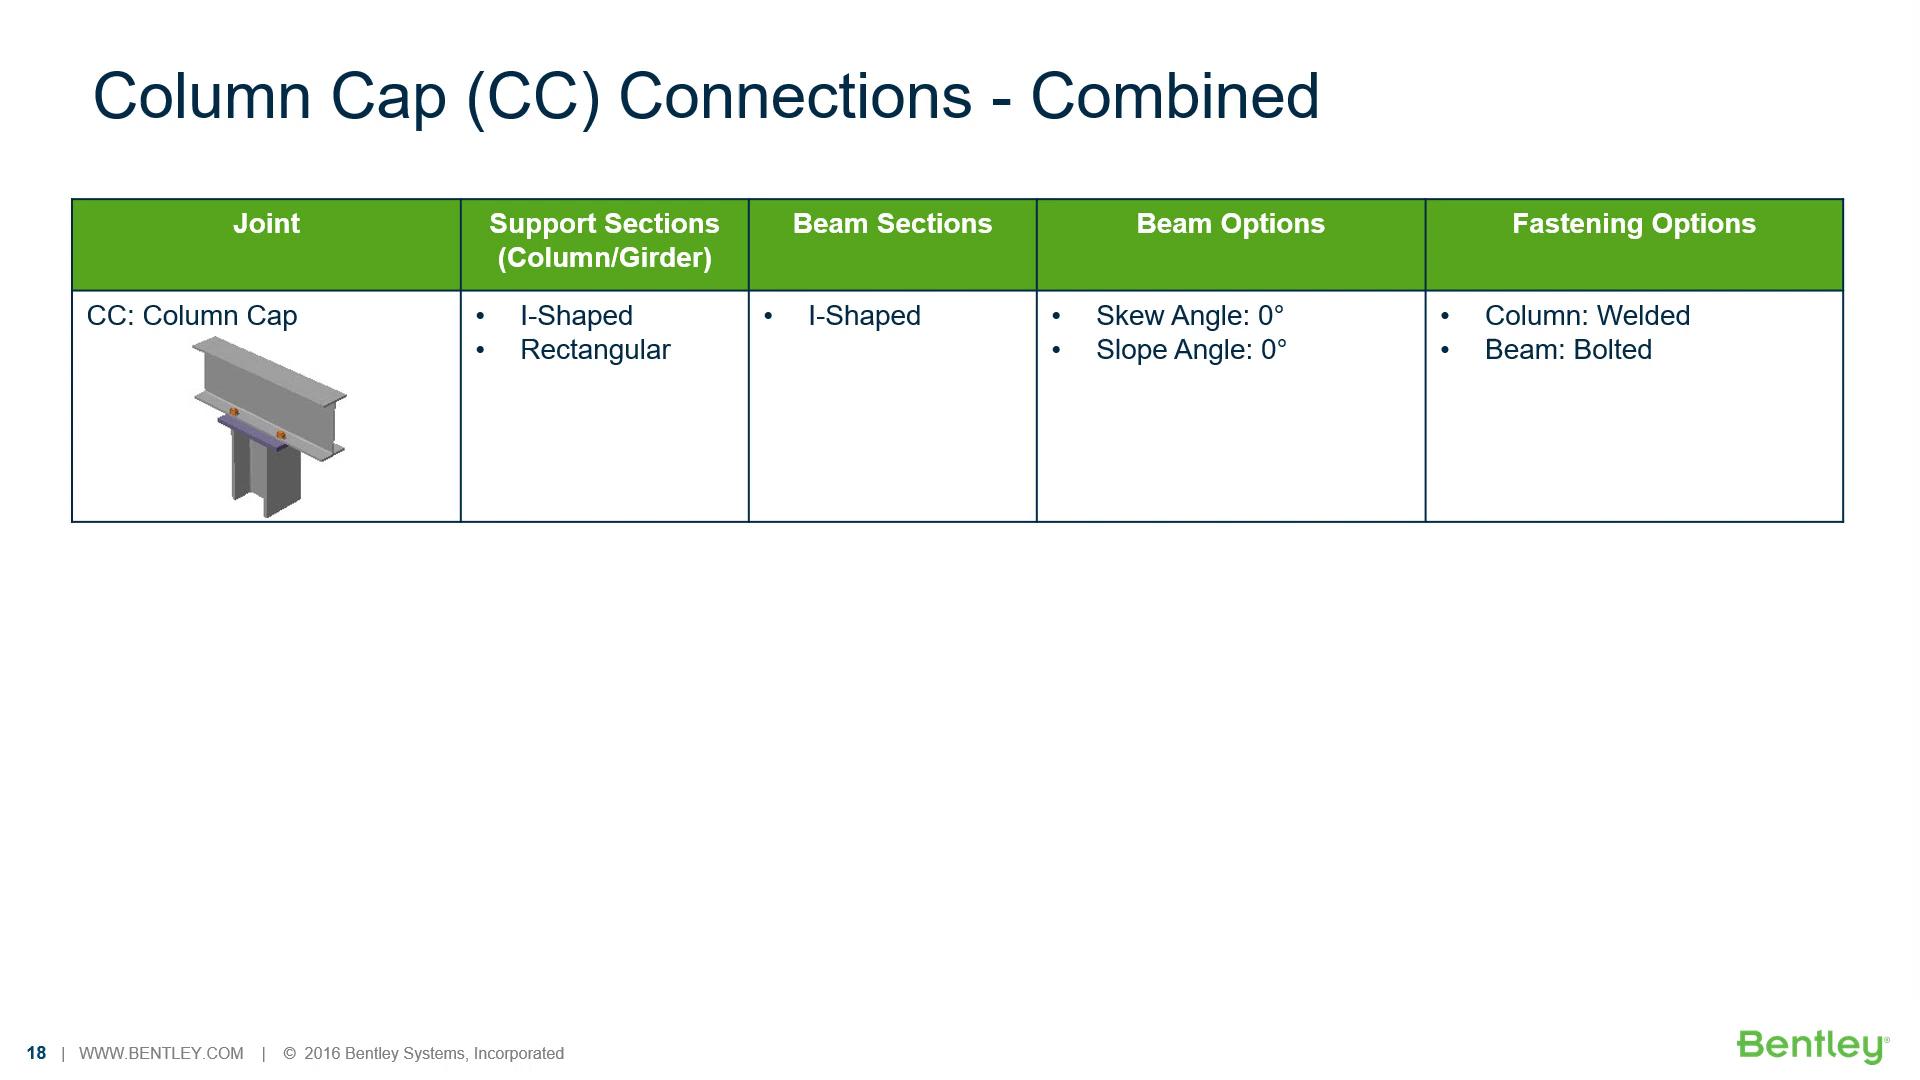 Column Cap (CC) Connections - Combined
Joint
Support Sections
(Column/Girder)
Beam Sections
Beam Options
Fastening Options
CC: Column Cap
• I-Shaped
• Rectangular
• I-Shaped
• Skew Angle: 0°
• Slope Angle: 0°
• Column: Welded
• Beam: Bolted
18 | WWW.BENTLEY.COM | © 2016 Bentley Systems, Incorporated
Bentley®